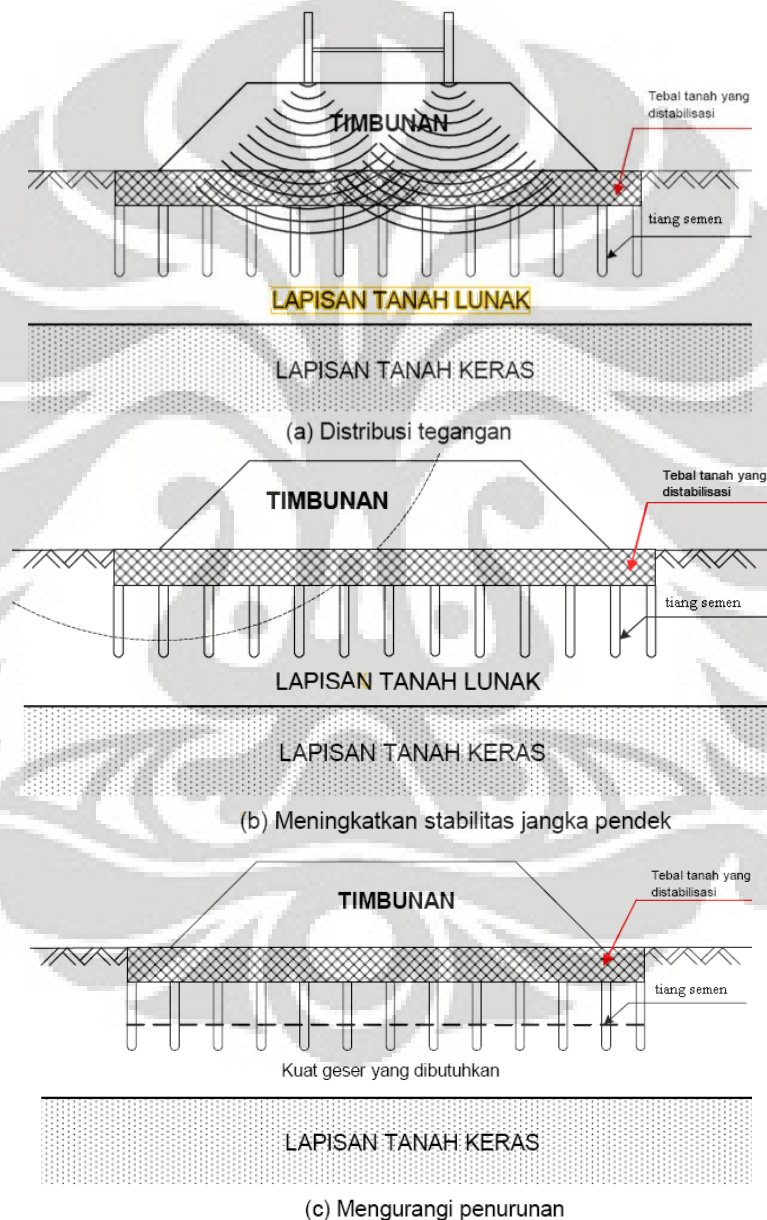 Tebal tanah yang
distabilisasi
TIMBUNAN
tiang semen
LAPISAN TANAH LUNAK
LAPISAN TANAH KERAS
(a) Distribusi tegangan
Tebal tanah yang
distabilisasi
TIMBUNAN
tiang semen
LAPISAN TANAH LUNAK
LAPISAN TANAH KERAS
(b) Meningkatkan stabilitas jangka pendek
Tebal tanah yang
distabilisasi
TIMBUNAN
tiang semen
Kuat geser yang dibutuhkan
LAPISAN TANAH KERAS
(c) Mengurangi penurunan